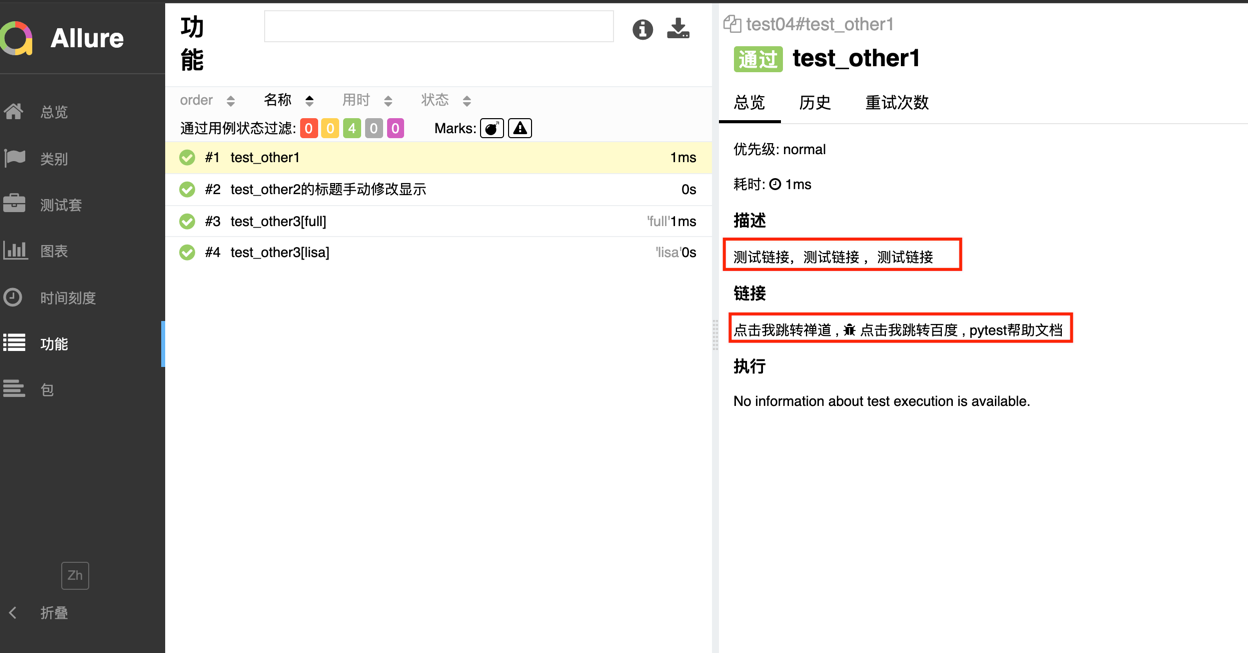 Allure
总览
类别
测试套
图表
时间刻度
功能
包
Zh
折叠
功
能
order 名称 用时 状态
通过用例状态过滤: 0 0 4 0 0 Marks:
#1 test_other1 1ms
#2 test_other2的标题手动修改显示 0s
#3 test_other3[full] 'full'1ms
#4 test_other3[lisa] 'lisa'0s
test04#test_other1
通过 test_other1
总览 历史 重试次数
优先级: normal
耗时: 1ms
描述
测试链接，测试链接 ，测试链接
链接
点击我跳转禅道 , 点击我跳转百度 , pytest帮助文档
执行
No information about test execution is available.